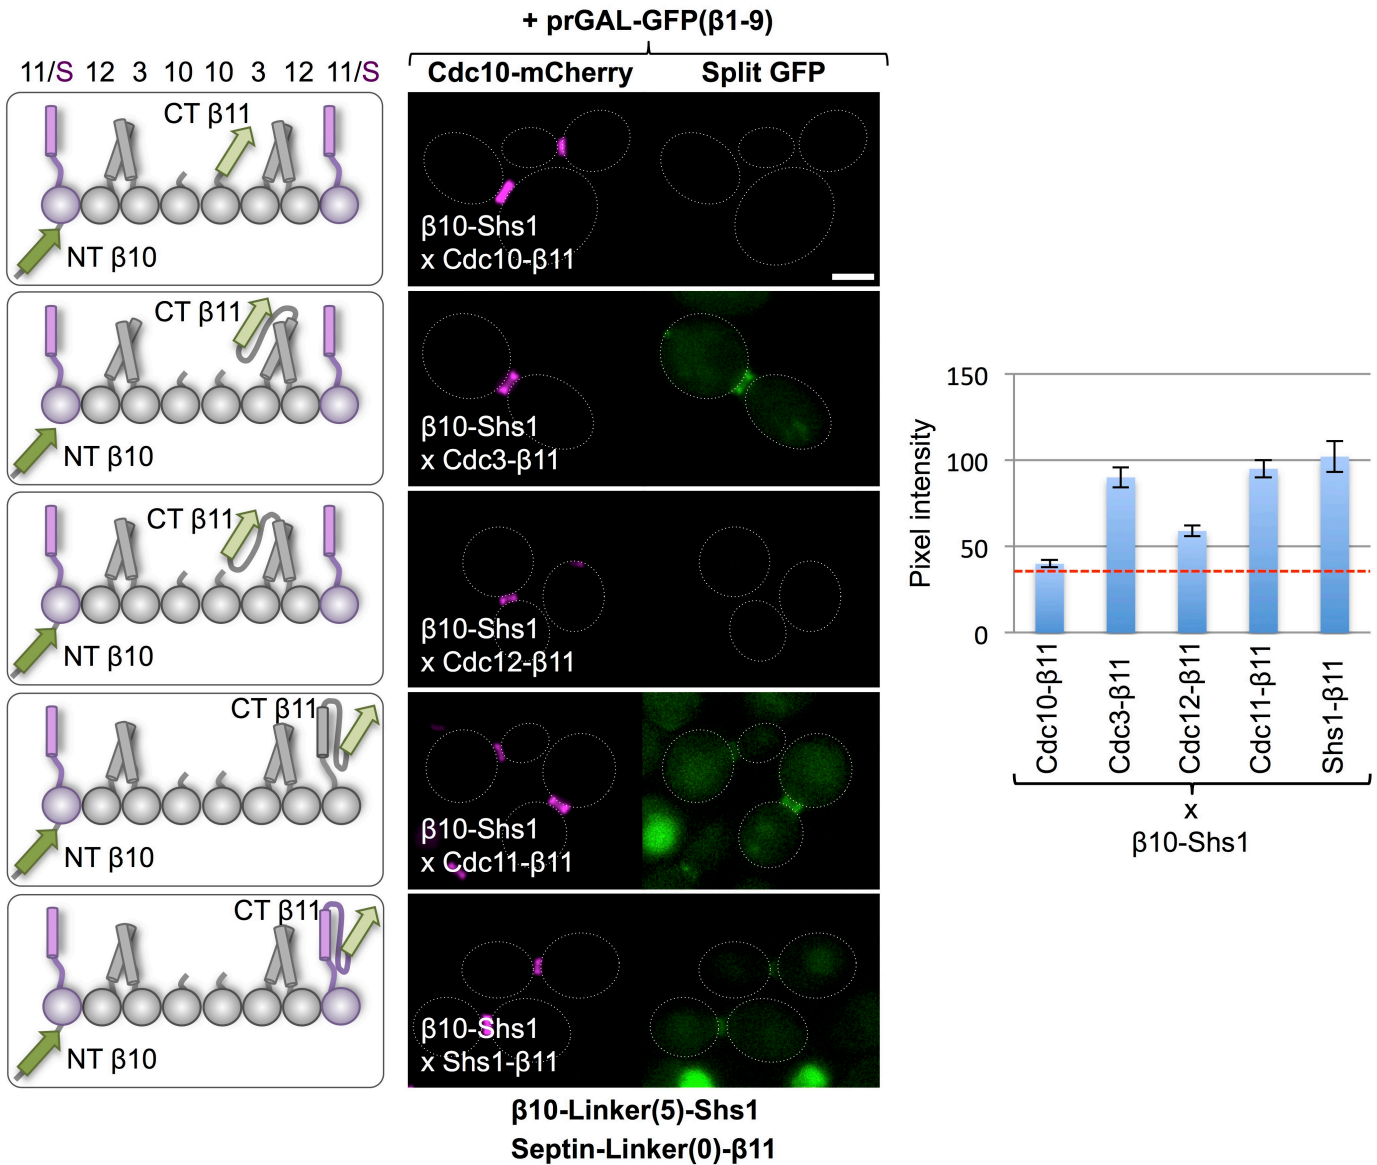 + prGAL-GFP(β1-9)
11/S 12 3 10 10 3 12 11/S
Cdc10-mCherry Split GFP
CT β11
NT β10
β10-Shs1
x Cdc10-β11
CT β11
NT β10
β10-Shs1
x Cdc3-β11
CT β11
NT β10
β10-Shs1
x Cdc12-β11
CT β11
NT β10
β10-Shs1
x Cdc11-β11
CT β11
NT β10
β10-Shs1
x Shs1-β11
β10-Linker(5)-Shs1
Septin-Linker(0)-β11
Pixel intensity
150
100
50
0
Cdc10-β11
Cdc3-β11
Cdc12-β11
Cdc11-β11
Shs1-β11
x
β10-Shs1